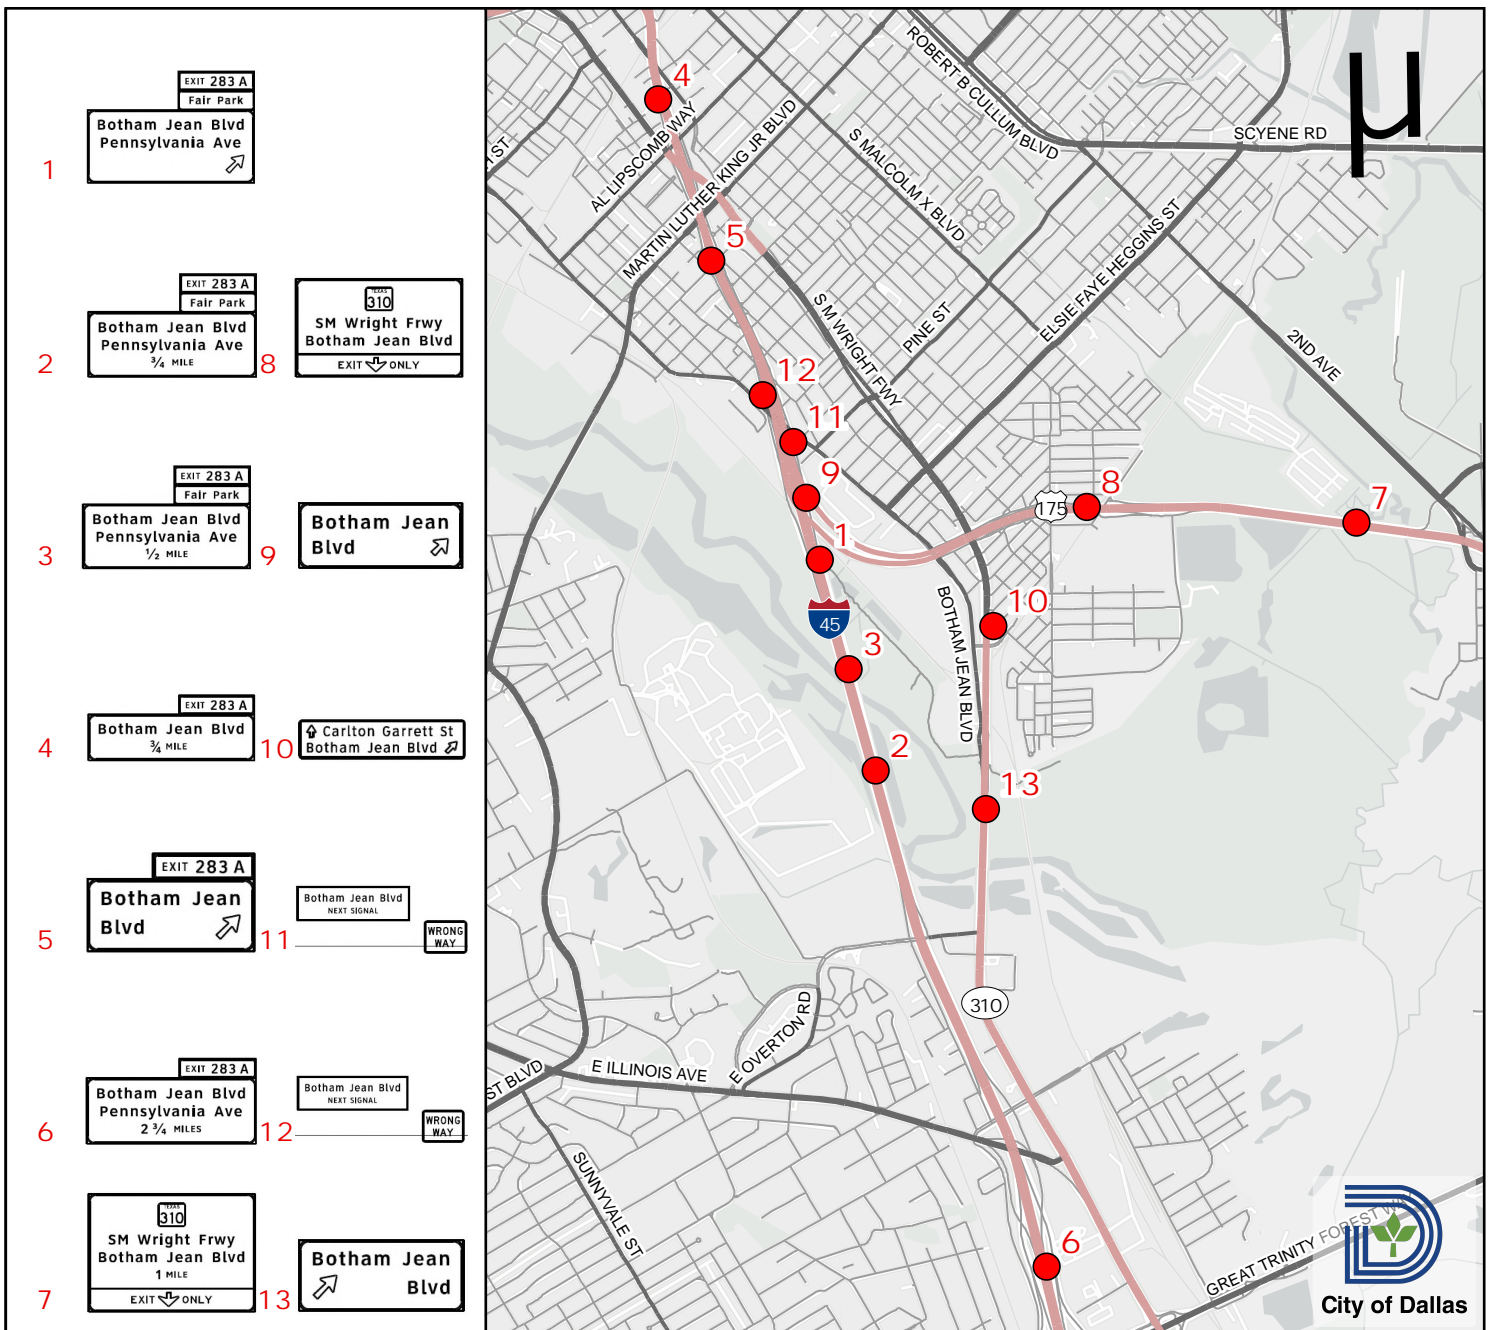 EXIT 283 A
Fair Park
Botham Jean Blvd
Pennsylvania Ave
1
EXIT 283 A
Fair Park
Botham Jean Blvd
Pennsylvania Ave
3/4 MILE
2
TEXAS
310
SM Wright Frwy
Botham Jean Blvd
EXIT ONLY
8
EXIT 283 A
Fair Park
Botham Jean Blvd
Pennsylvania Ave
1/2 MILE
3
Botham Jean
Blvd
9
EXIT 283 A
Botham Jean Blvd
3/4 MILE
4
Carlton Garrett St
Botham Jean Blvd
10
EXIT 283 A
Botham Jean
Blvd
5
Botham Jean Blvd
NEXT SIGNAL
WRONG
WAY
11
EXIT 283 A
Botham Jean Blvd
Pennsylvania Ave
2 3/4 MILES
6
Botham Jean Blvd
NEXT SIGNAL
WRONG
WAY
12
TEXAS
310
SM Wright Frwy
Botham Jean Blvd
1 MILE
EXIT ONLY
7
Botham Jean
Blvd
13
4
ROBERT B CULLUM BLVD
µ
SCYENE RD
AL LIPSCOMB WAY
MARTIN LUTHER KING JR BLVD
S MALCOLM X BLVD
ST
5
ELSIE FAYE HEGGINS ST
S M WRIGHT FWY
PINE ST
2ND AVE
12
11
9
8
175
7
1
BOTHAM JEAN BLVD
10
45
3
2
13
310
E OVERTON RD
E ILLINOIS AVE
ST BLVD
SUNNYVALE ST
6
GREAT TRINITY FOREST WAY
City of Dallas